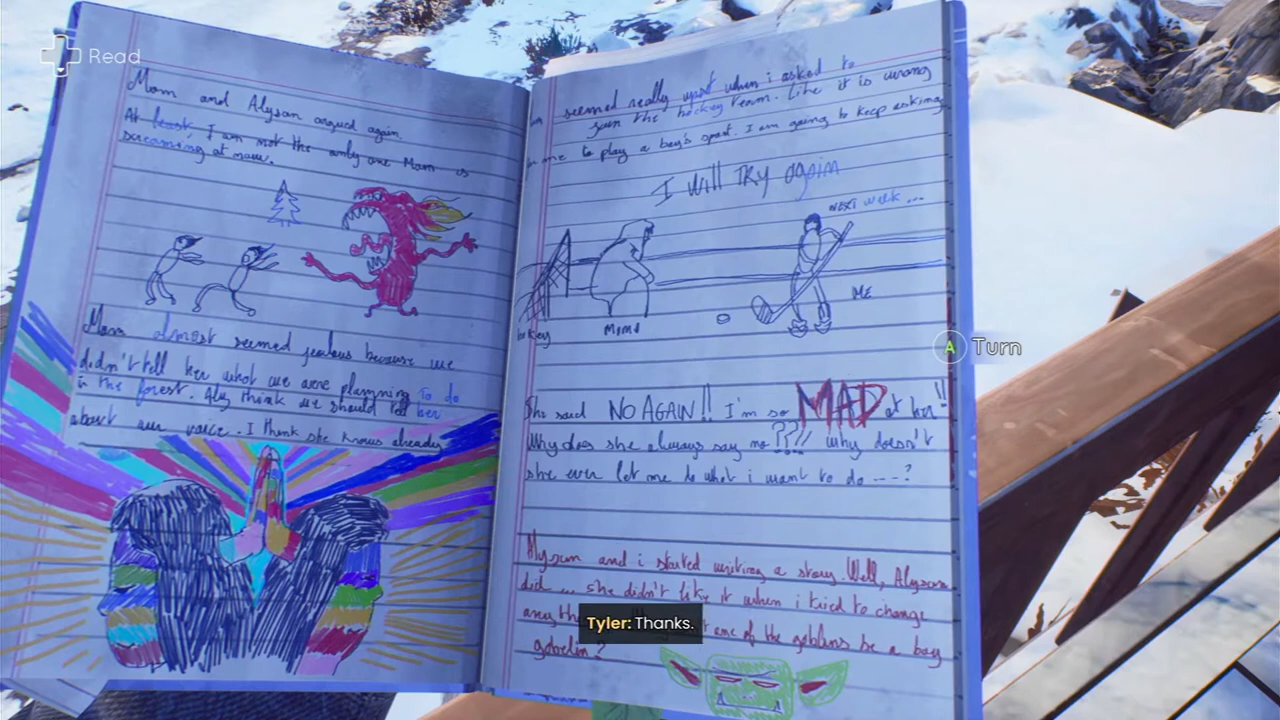 Read
Mom and Alyson argued again.
At least I am not the only one Mom is
screaming at now.
Mom almost seemed jealous because we
didn't tell her what we were plamning to do
in the forest. Aly think we should tell her
about our voice. I think she knows already
seemed really upset when i asked to
join the hockey team. Like it is wrong
me to play a boy's sport. I am going to keep asking
I will TRY again
NEXT week ...
ME
MOM
She said NO AGAIN!! I'm so MAD at her!!
Why does she always say no ???!! why doesn't
she ever let me do what i want to do ---?
Alyson and i started writing a story. Well, Alyson
did ... she didn't like it when i tried to change
one of the goblins be a boy
gobelin?
Turn
Tyler: Thanks.